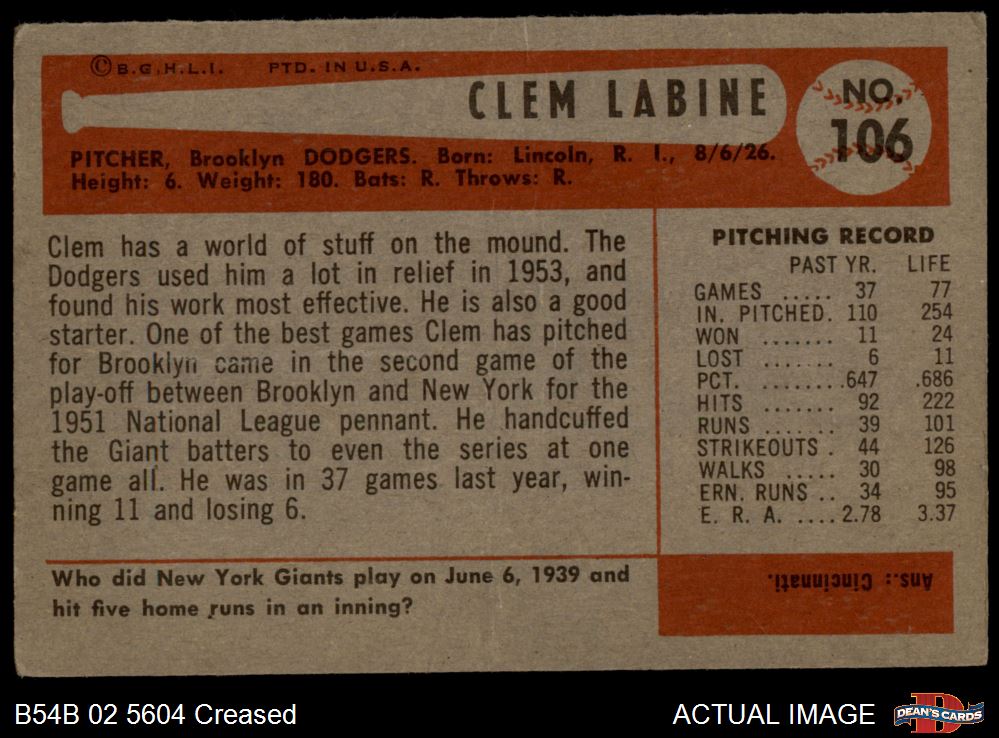 ©B.G.H.L.I. PTD. IN U.S.A.
CLEM LABINE
NO.
106
PITCHER, Brooklyn DODGERS. Born: Lincoln, R. I., 8/6/26.
Height: 6. Weight: 180. Bats: R. Throws: R.
Clem has a world of stuff on the mound. The
Dodgers used him a lot in relief in 1953, and
found his work most effective. He is also a good
starter. One of the best games Clem has pitched
for Brooklyn came in the second game of the
play-off between Brooklyn and New York for the
1951 National League pennant. He handcuffed
the Giant batters to even the series at one
game all. He was in 37 games last year, win-
ning 11 and losing 6.
PITCHING RECORD
PAST YR. LIFE
GAMES ..... 37 77
IN. PITCHED. 110 254
WON ....... 11 24
LOST ....... 6 11
PCT. ........ .647 .686
HITS ....... 92 222
RUNS ....... 39 101
STRIKEOUTS . 44 126
WALKS ..... 30 98
ERN. RUNS .. 34 95
E. R. A. .... 2.78 3.37
Who did New York Giants play on June 6, 1939 and
hit five home runs in an inning?
Ans.: Cincinnati.
B54B 02 5604 Creased
ACTUAL IMAGE
DEAN'S CARDS